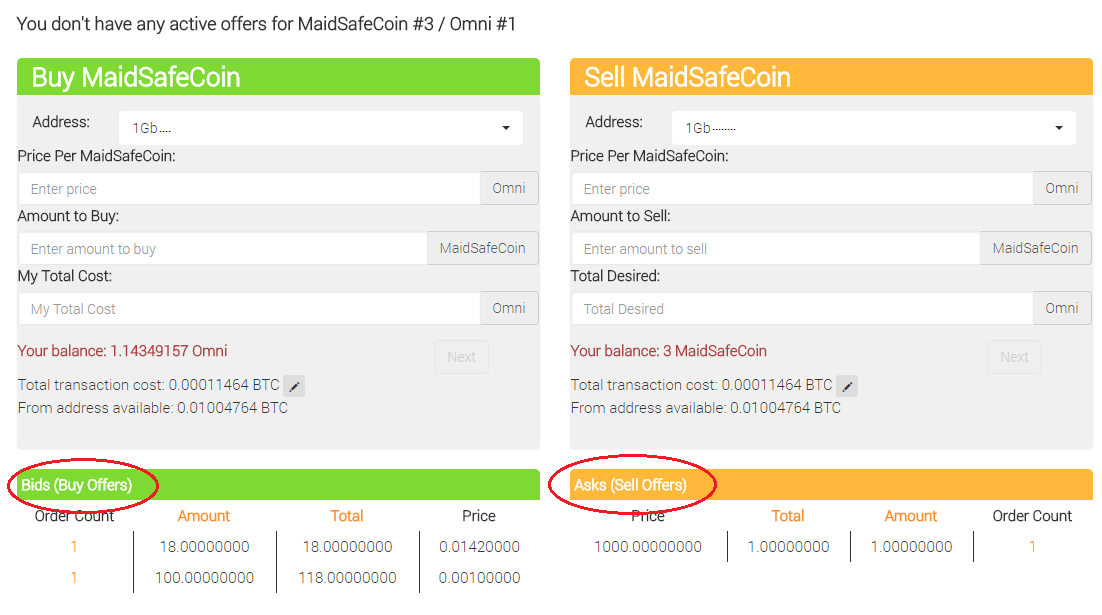 You don't have any active offers for MaidSafeCoin #3 / Omni #1
Buy MaidSafeCoin
Address:
1Gb....
Price Per MaidSafeCoin:
Enter price
Omni
Amount to Buy:
Enter amount to buy
MaidSafeCoin
My Total Cost:
My Total Cost
Omni
Your balance: 1.14349157 Omni
Next
Total transaction cost: 0.00011464 BTC
From address available: 0.01004764 BTC
Sell MaidSafeCoin
Address:
1Gb--------
Price Per MaidSafeCoin:
Enter price
Omni
Amount to Sell:
Enter amount to sell
MaidSafeCoin
Total Desired:
Total Desired
Omni
Your balance: 3 MaidSafeCoin
Next
Total transaction cost: 0.00011464 BTC
From address available: 0.01004764 BTC
Bids (Buy Offers)
Order Count Amount Total Price
1 18.00000000 18.00000000 0.01420000
1 100.00000000 118.00000000 0.00100000
Asks (Sell Offers)
Price Total Amount Order Count
1000.00000000 1.00000000 1.00000000 1